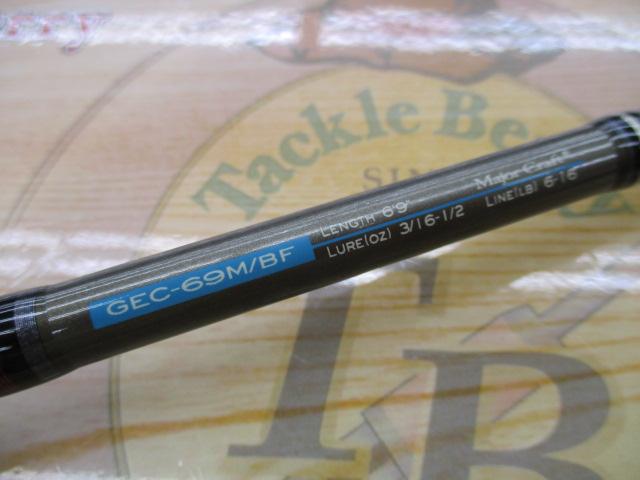 Tackle Be
SIN
GEC-69M/BF
LENGTH 6'9"
LURE(OZ) 3/16-1/2
Major Craft
LINE(LB) 6-16
TB